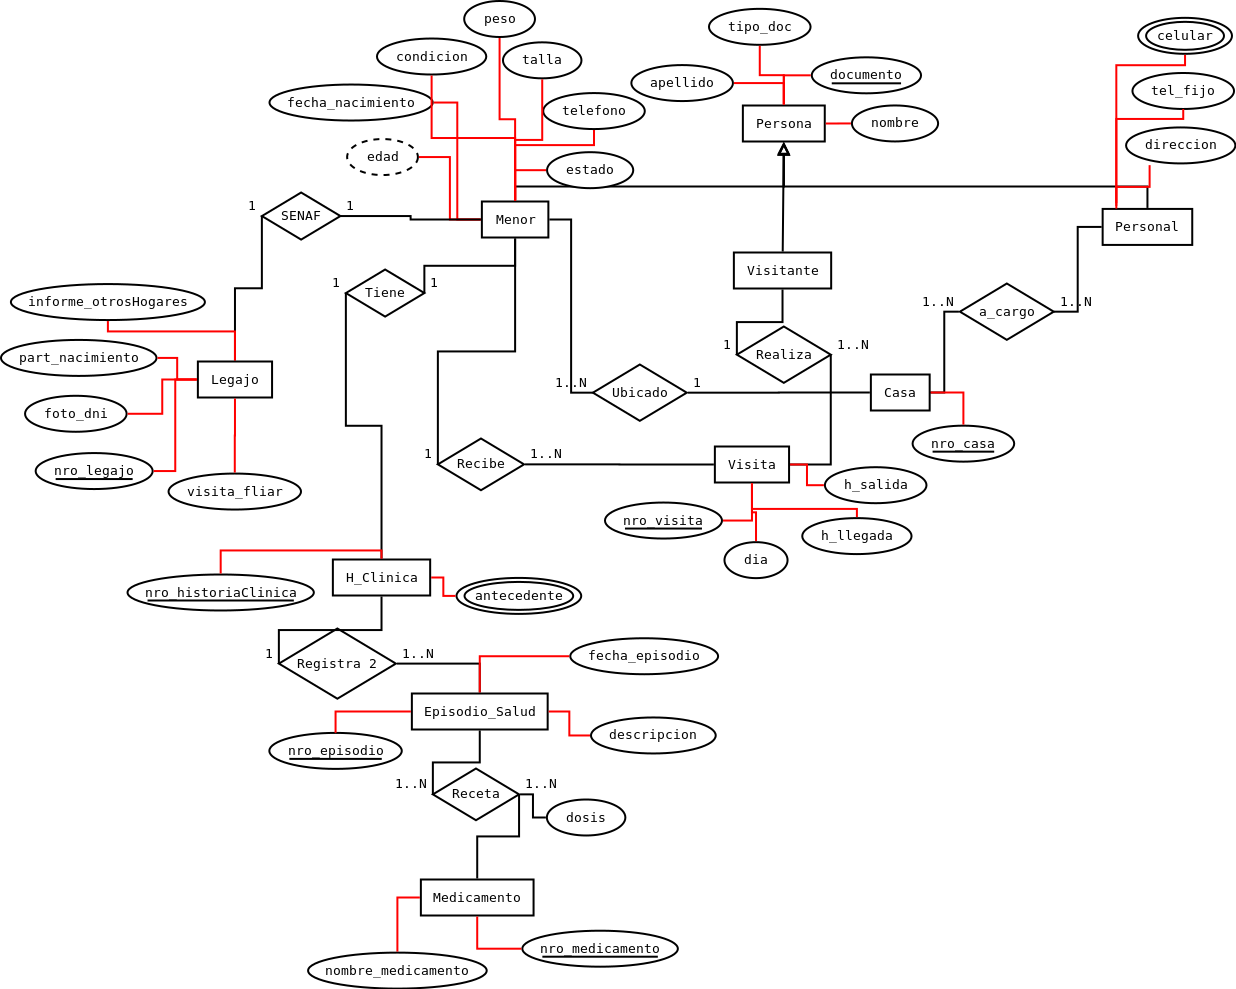 peso
tipo_doc
celular
condicion
talla
apellido
documento
tel_fijo
fecha_nacimiento
telefono
Persona
nombre
edad
estado
direccion
1
SENAF
1
Menor
Personal
Visitante
1
Tiene
1
informe_otrosHogares
1..N
a_cargo
1..N
part_nacimiento
1
Realiza
1..N
Legajo
1..N
Ubicado
1
Casa
foto_dni
nro_casa
1
Recibe
1..N
Visita
nro_legajo
visita_fliar
h_salida
nro_visita
h_llegada
dia
H_Clinica
nro_historiaClinica
antecedente
1
Registra 2
1..N
fecha_episodio
Episodio_Salud
descripcion
nro_episodio
1..N
Receta
1..N
dosis
Medicamento
nro_medicamento
nombre_medicamento